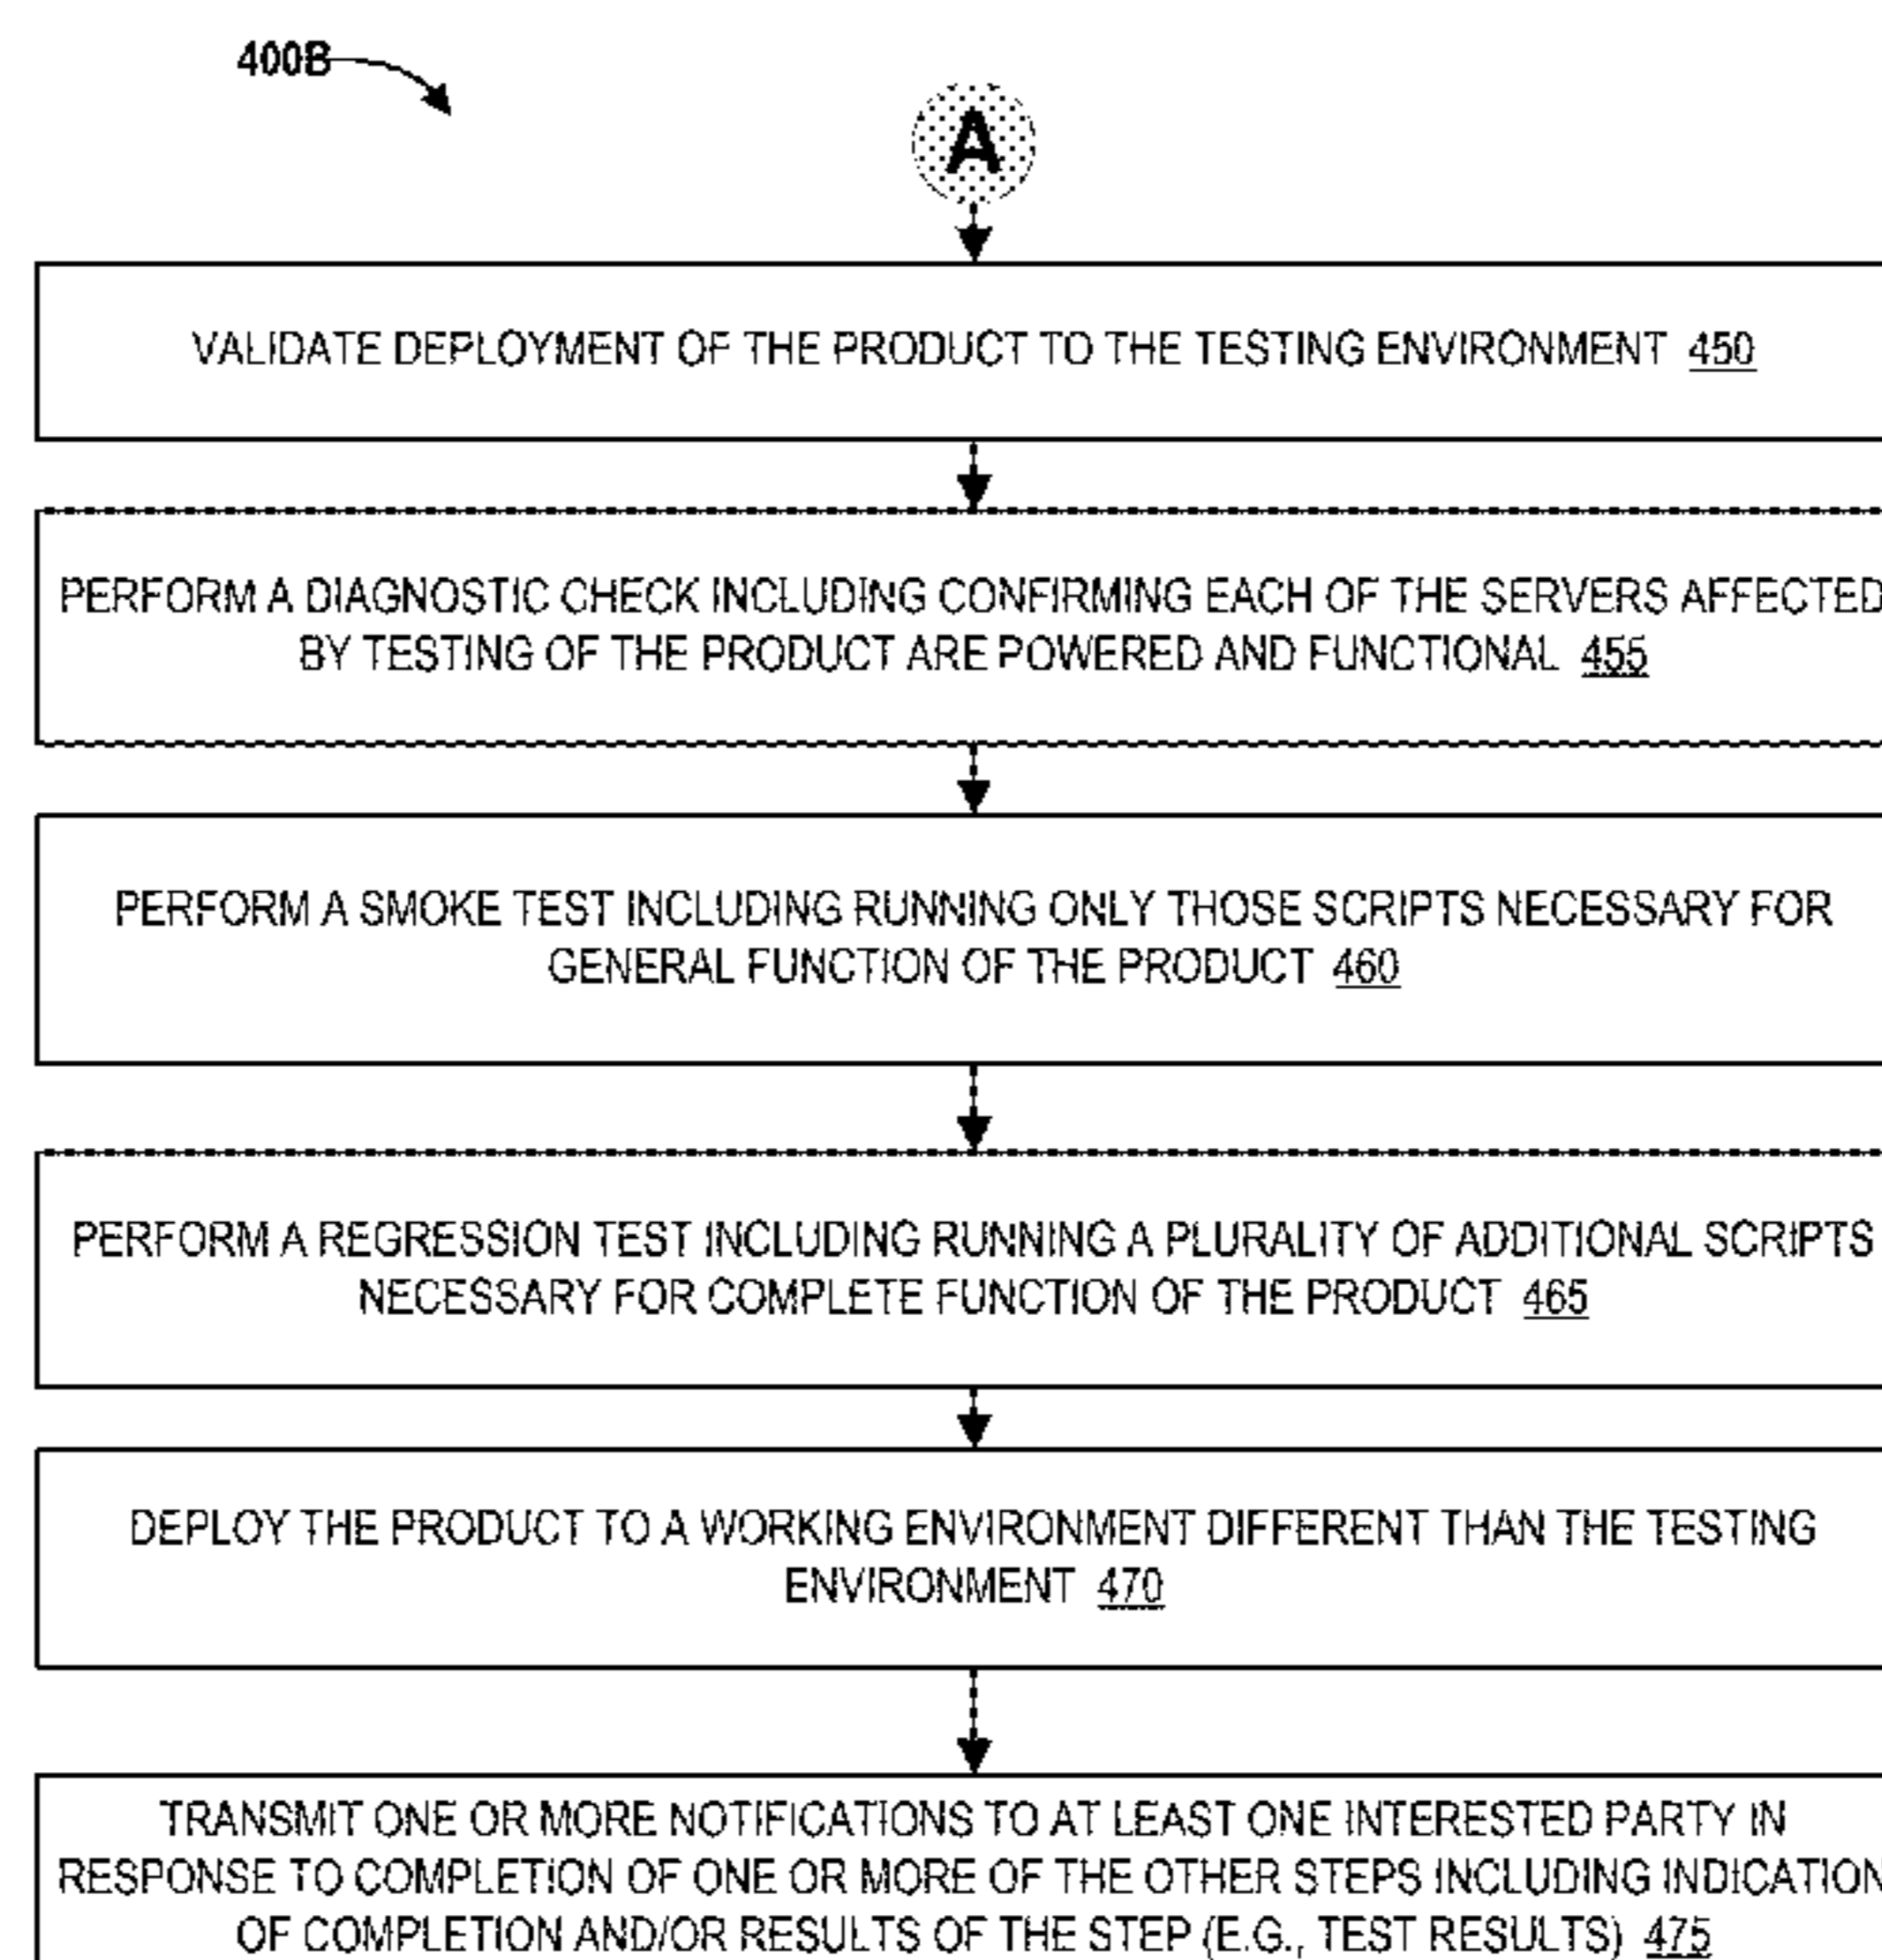 400B
A
VALIDATE DEPLOYMENT OF THE PRODUCT TO THE TESTING ENVIRONMENT 450
PERFORM A DIAGNOSTIC CHECK INCLUDING CONFIRMING EACH OF THE SERVERS AFFECTED
BY TESTING OF THE PRODUCT ARE POWERED AND FUNCTIONAL 455
PERFORM A SMOKE TEST INCLUDING RUNNING ONLY THOSE SCRIPTS NECESSARY FOR
GENERAL FUNCTION OF THE PRODUCT 460
PERFORM A REGRESSION TEST INCLUDING RUNNING A PLURALITY OF ADDITIONAL SCRIPTS
NECESSARY FOR COMPLETE FUNCTION OF THE PRODUCT 465
DEPLOY THE PRODUCT TO A WORKING ENVIRONMENT DIFFERENT THAN THE TESTING
ENVIRONMENT 470
TRANSMIT ONE OR MORE NOTIFICATIONS TO AT LEAST ONE INTERESTED PARTY IN
RESPONSE TO COMPLETION OF ONE OR MORE OF THE OTHER STEPS INCLUDING INDICATION
OF COMPLETION AND/OR RESULTS OF THE STEP (E.G., TEST RESULTS) 475